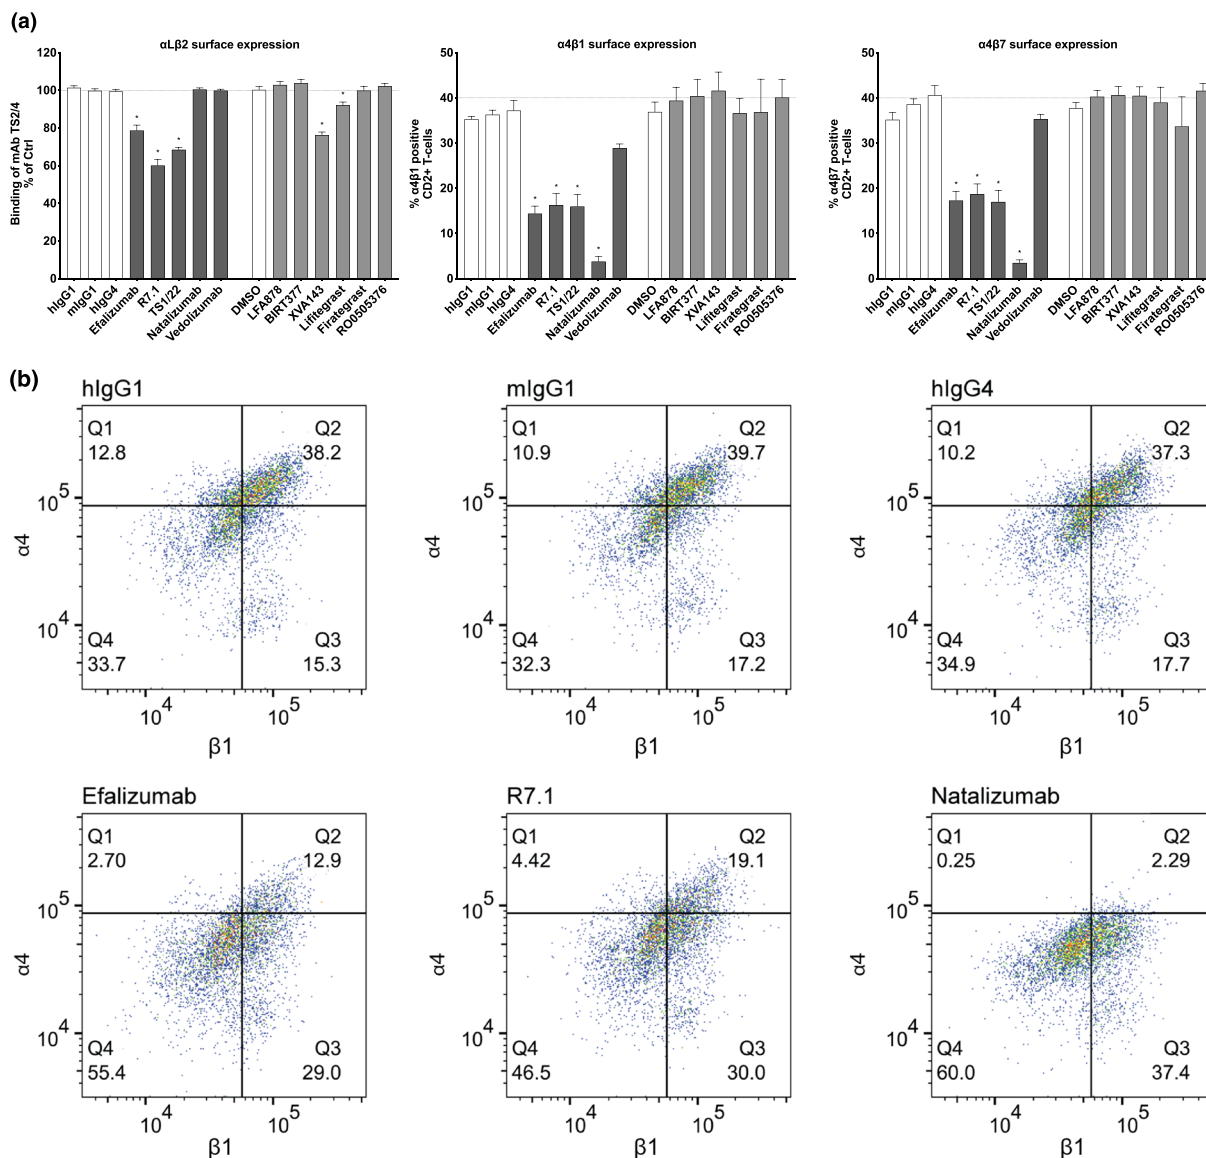 (a)
αLβ2 surface expression
Binding of mAb TS2/4
% of Ctrl
120
100
80
60
40
20
0
hIgG1
mIgG1
hIgG4
Efalizumab
R7.1
TS1/22
Natalizumab
Vedolizumab
DMSO
LFA878
BIRT377
XVA143
Lifitegrast
Firategrast
RO0505376
* * * * *
α4β1 surface expression
% α4β1 positive
CD2+ T-cells
50
40
30
20
10
0
hIgG1
mIgG1
hIgG4
Efalizumab
R7.1
TS1/22
Natalizumab
Vedolizumab
DMSO
LFA878
BIRT377
XVA143
Lifitegrast
Firategrast
RO0505376
* * * *
α4β7 surface expression
% α4β7 positive
CD2+ T-cells
50
40
30
20
10
0
hIgG1
mIgG1
hIgG4
Efalizumab
R7.1
TS1/22
Natalizumab
Vedolizumab
DMSO
LFA878
BIRT377
XVA143
Lifitegrast
Firategrast
RO0505376
* * * *
(b)
hIgG1
Q1
12.8
Q2
38.2
Q4
33.7
Q3
15.3
α4
10⁵
10⁴
10⁴ 10⁵
β1
mIgG1
Q1
10.9
Q2
39.7
Q4
32.3
Q3
17.2
α4
10⁵
10⁴
10⁴ 10⁵
β1
hIgG4
Q1
10.2
Q2
37.3
Q4
34.9
Q3
17.7
α4
10⁵
10⁴
10⁴ 10⁵
β1
Efalizumab
Q1
2.70
Q2
12.9
Q4
55.4
Q3
29.0
α4
10⁵
10⁴
10⁴ 10⁵
β1
R7.1
Q1
4.42
Q2
19.1
Q4
46.5
Q3
30.0
α4
10⁵
10⁴
10⁴ 10⁵
β1
Natalizumab
Q1
0.25
Q2
2.29
Q4
60.0
Q3
37.4
α4
10⁵
10⁴
10⁴ 10⁵
β1